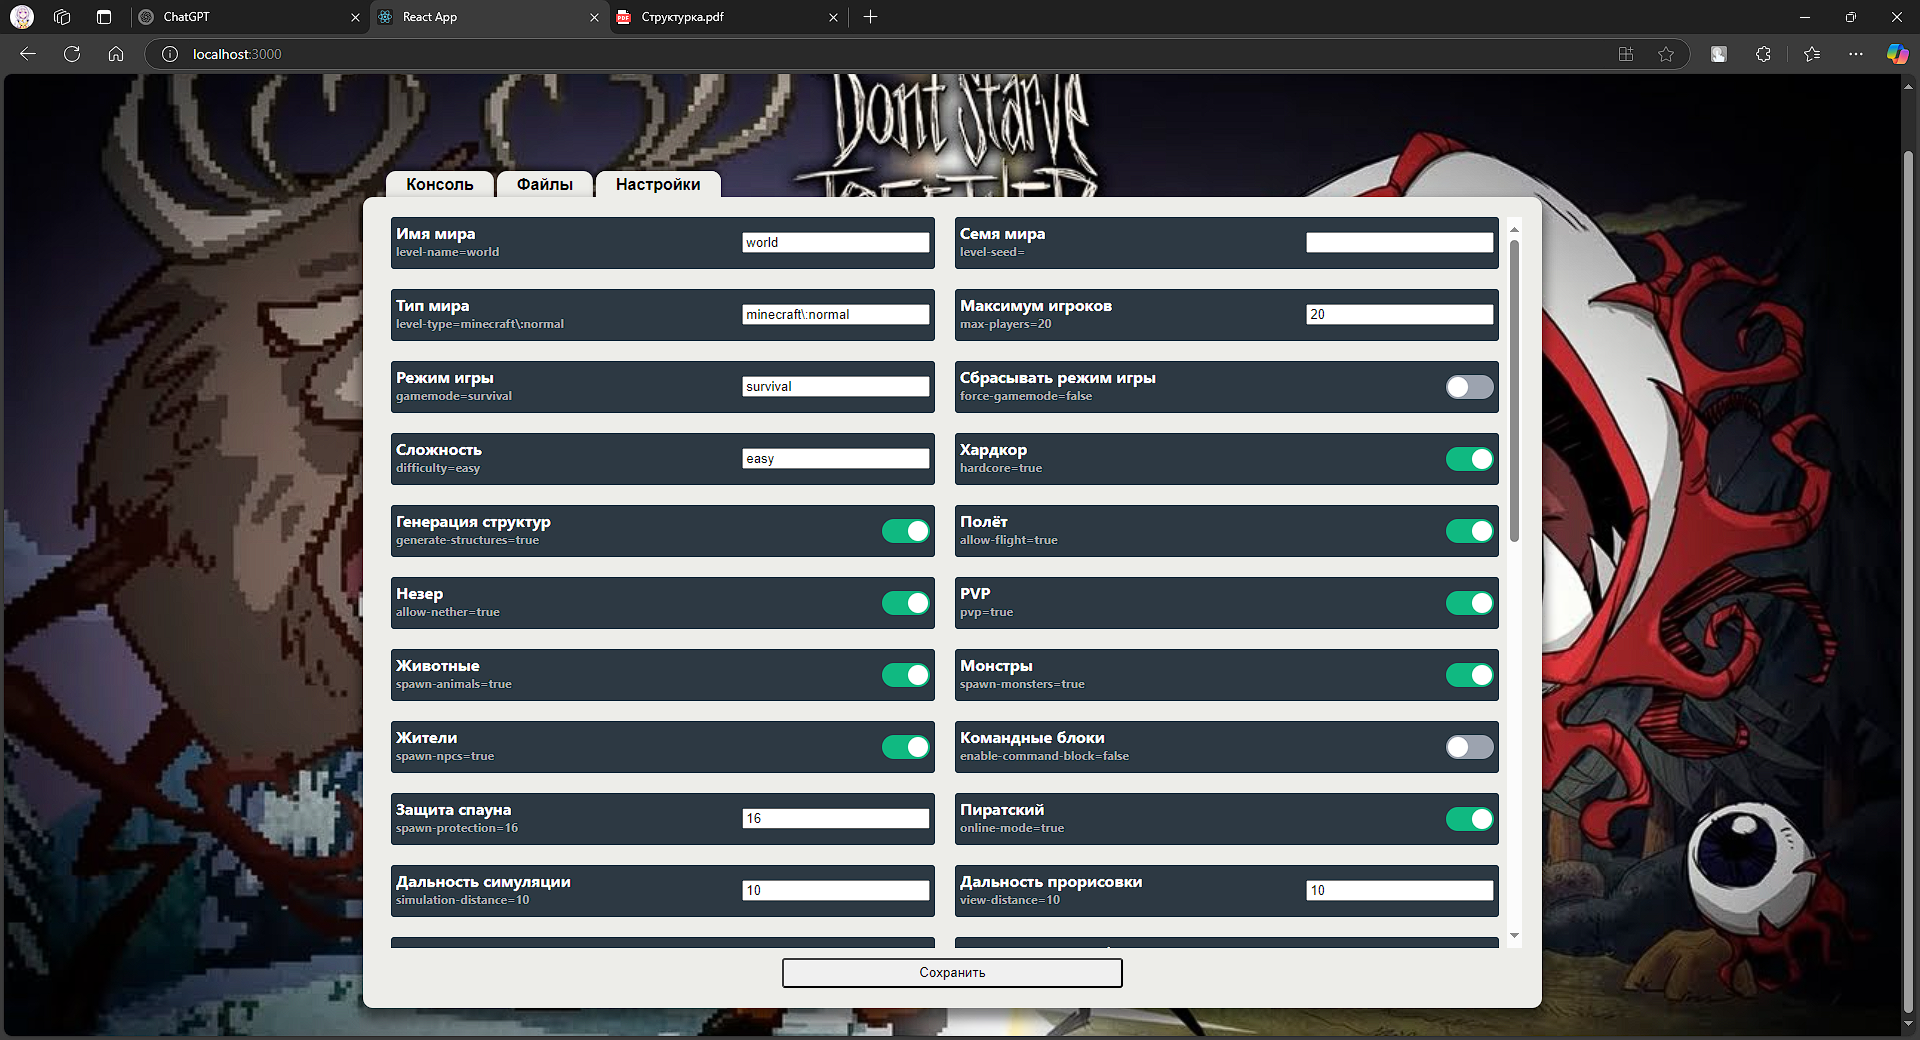 ChatGPT
React App
Структурка.pdf
localhost:3000
Dont Starve
TOGETHER
Консоль
Файлы
Настройки
Имя мира
level-name=world
world
Семя мира
level-seed=
Тип мира
level-type=minecraft\:normal
minecraft\:normal
Максимум игроков
max-players=20
20
Режим игры
gamemode=survival
survival
Сбрасывать режим игры
force-gamemode=false
Сложность
difficulty=easy
easy
Хардкор
hardcore=true
Генерация структур
generate-structures=true
Полёт
allow-flight=true
Незер
allow-nether=true
PVP
pvp=true
Животные
spawn-animals=true
Монстры
spawn-monsters=true
Жители
spawn-npcs=true
Командные блоки
enable-command-block=false
Защита спауна
spawn-protection=16
16
Пиратский
online-mode=true
Дальность симуляции
simulation-distance=10
10
Дальность прорисовки
view-distance=10
10
Сохранить